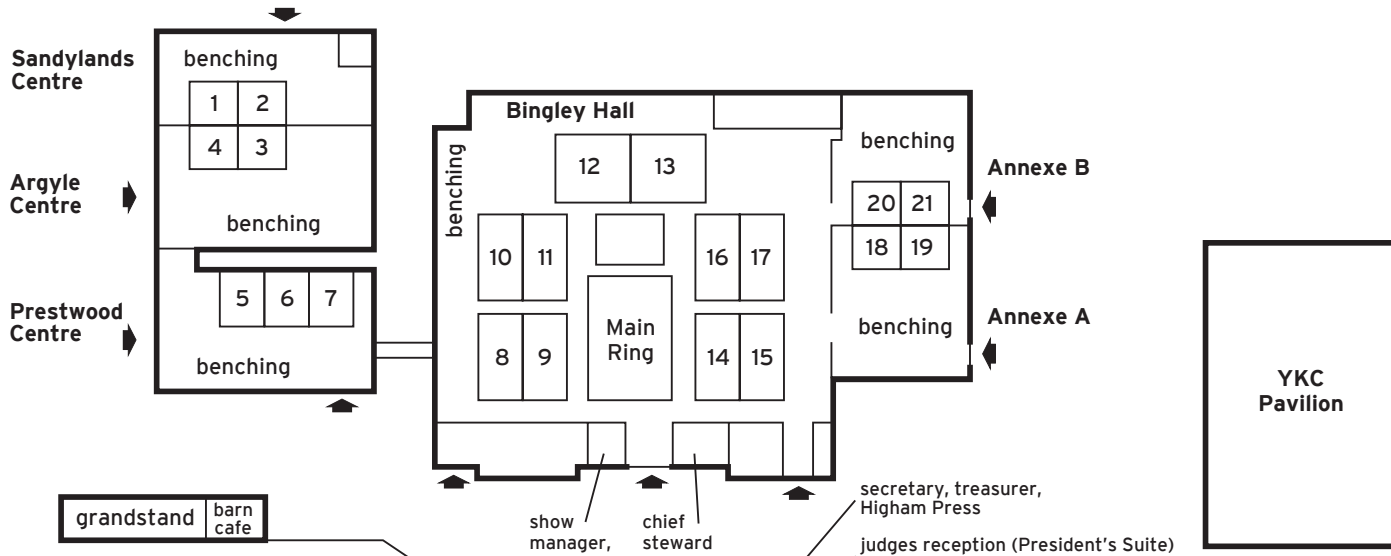 Sandylands
Centre
benching
1 2
4 3
Argyle
Centre
benching
Prestwood
Centre
5 6 7
benching
Bingley Hall
benching
12 13
10 11
16 17
8 9
Main
Ring
14 15
benching
20 21
18 19
benching
Annexe B
Annexe A
YKC
Pavilion
grandstand
barn
cafe
show
manager,
chief
steward
secretary, treasurer,
Higham Press
judges reception (President's Suite)